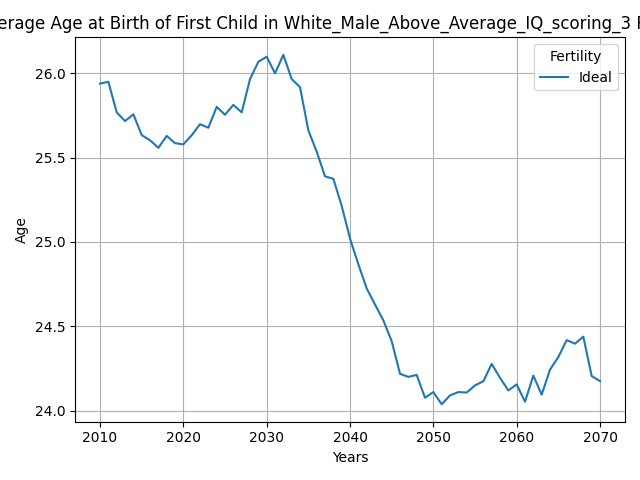 erage Age at Birth of First Child in White_Male_Above_Average_IQ_scoring_3
Fertility
Ideal
26.0
25.5
25.0
24.5
24.0
Age
2010 2020 2030 2040 2050 2060 2070
Years